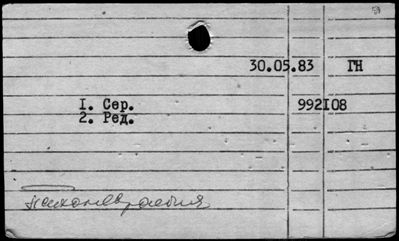 30.05.83 ГН
1. Сер. 992108
2. Ред.